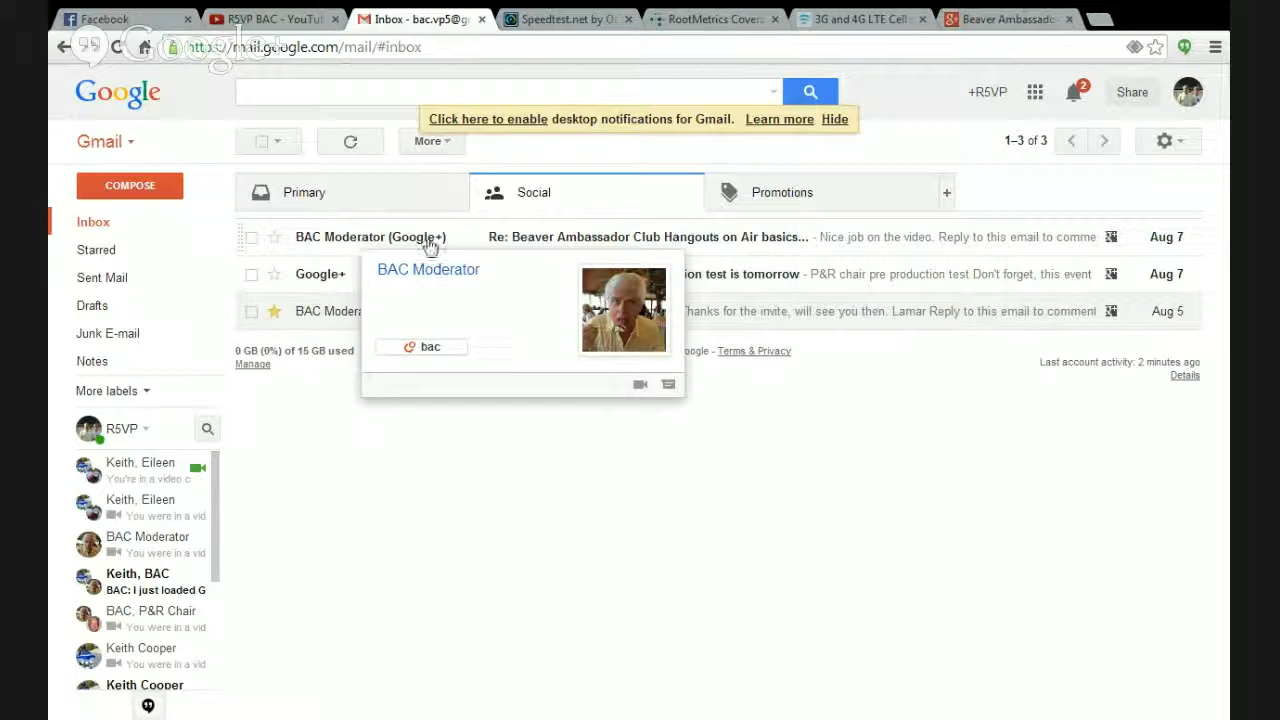 Facebook
R5VP BAC - YouTu
Inbox - bac.vp5@g
Speedtest.net by O
RootMetrics Covera
3G and 4G LTE Cell
Beaver Ambassado
https://mail.google.com/mail/#inbox
Google+
Google
+R5VP
2
Share
Click here to enable desktop notifications for Gmail. Learn more Hide
Gmail
More
1–3 of 3
COMPOSE
Primary
Social
Promotions
+
Inbox
Starred
Sent Mail
Drafts
Junk E-mail
Notes
More labels
BAC Moderator (Google+)
Re: Beaver Ambassador Club Hangouts on Air basics... - Nice job on the video. Reply to this email to comme
Aug 7
Google+
ion test is tomorrow - P&R chair pre production test Don't forget, this event
Aug 7
BAC Modera
Thanks for the invite, will see you then. Lamar Reply to this email to comment
Aug 5
BAC Moderator
bac
0 GB (0%) of 15 GB used
Manage
oogle - Terms & Privacy
Last account activity: 2 minutes ago
Details
R5VP
Keith, Eileen
You're in a video c
Keith, Eileen
You were in a vid
BAC Moderator
You were in a vid
Keith, BAC
BAC: I just loaded G
BAC, P&R Chair
You were in a vid
Keith Cooper
You were in a vid
Keith Cooper